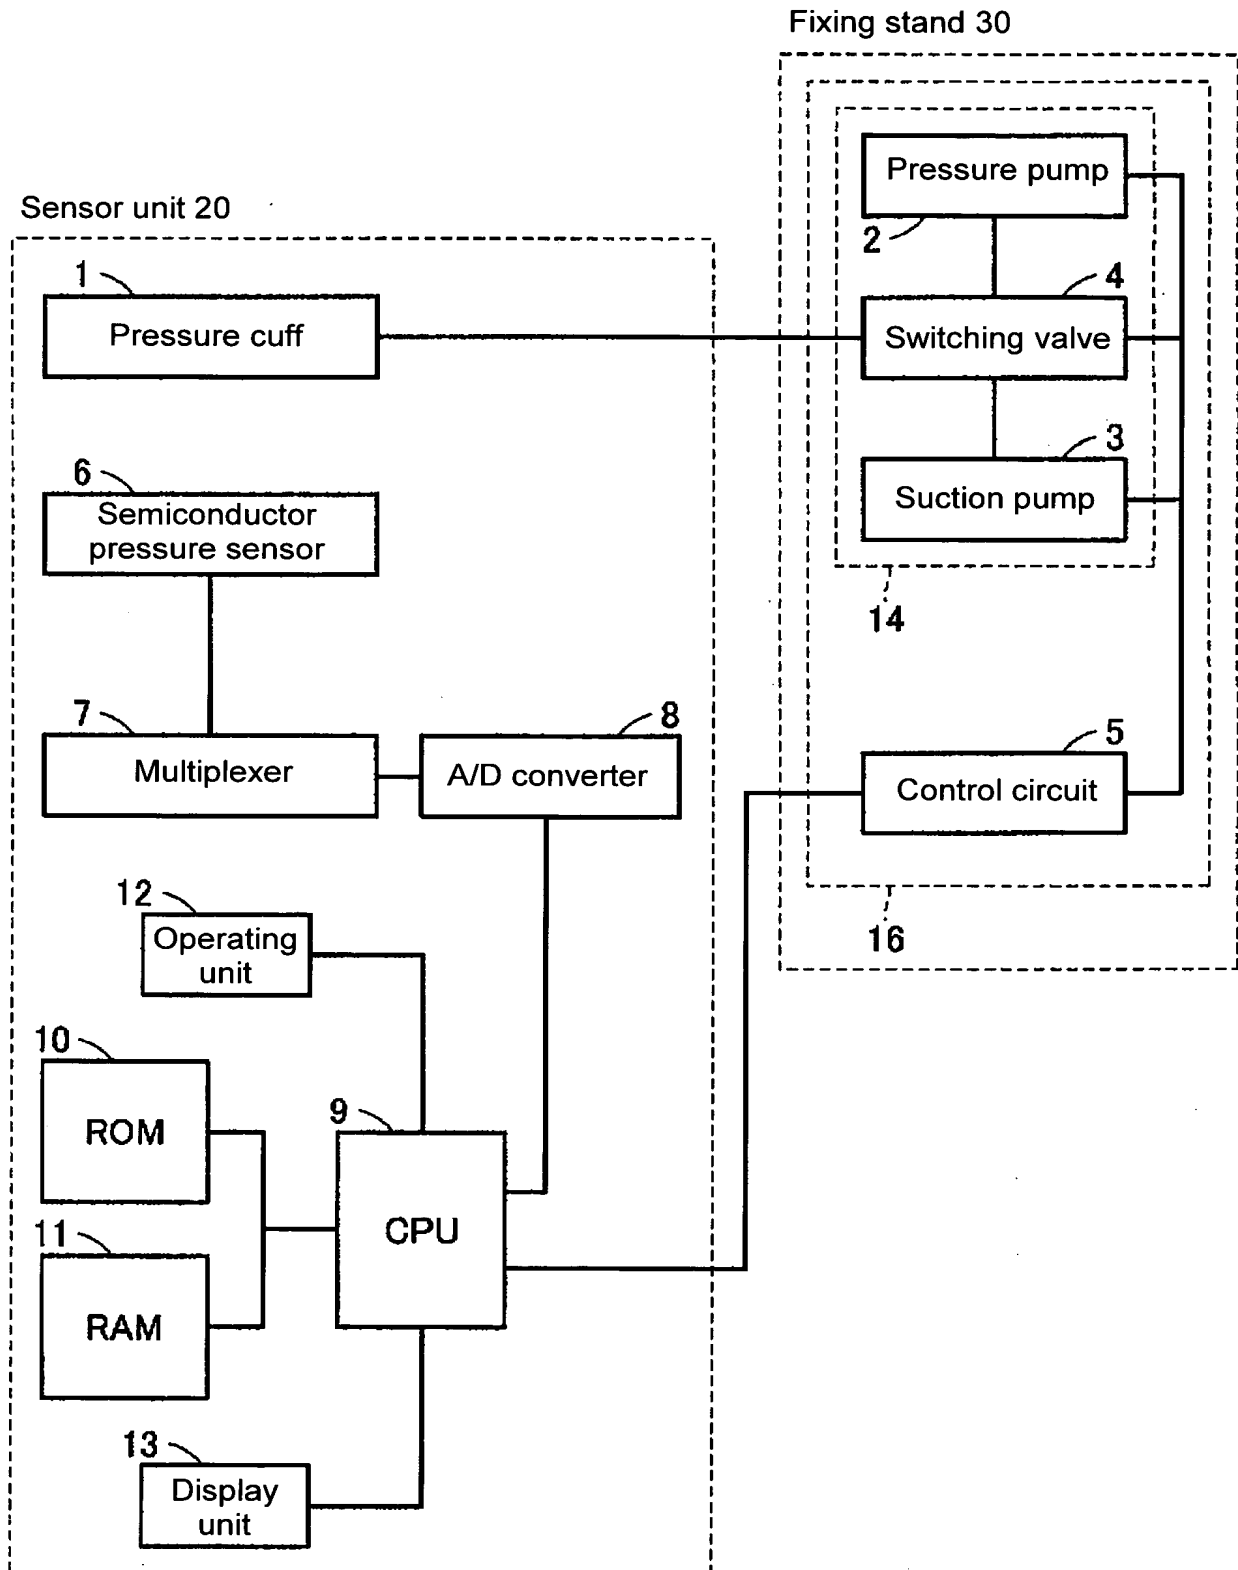 Fixing stand 30
Pressure pump
2
Sensor unit 20
1
Pressure cuff
4
Switching valve
3
Suction pump
14
6
Semiconductor
pressure sensor
7
Multiplexer
8
A/D converter
5
Control circuit
16
12
Operating
unit
10
ROM
9
CPU
11
RAM
13
Display
unit